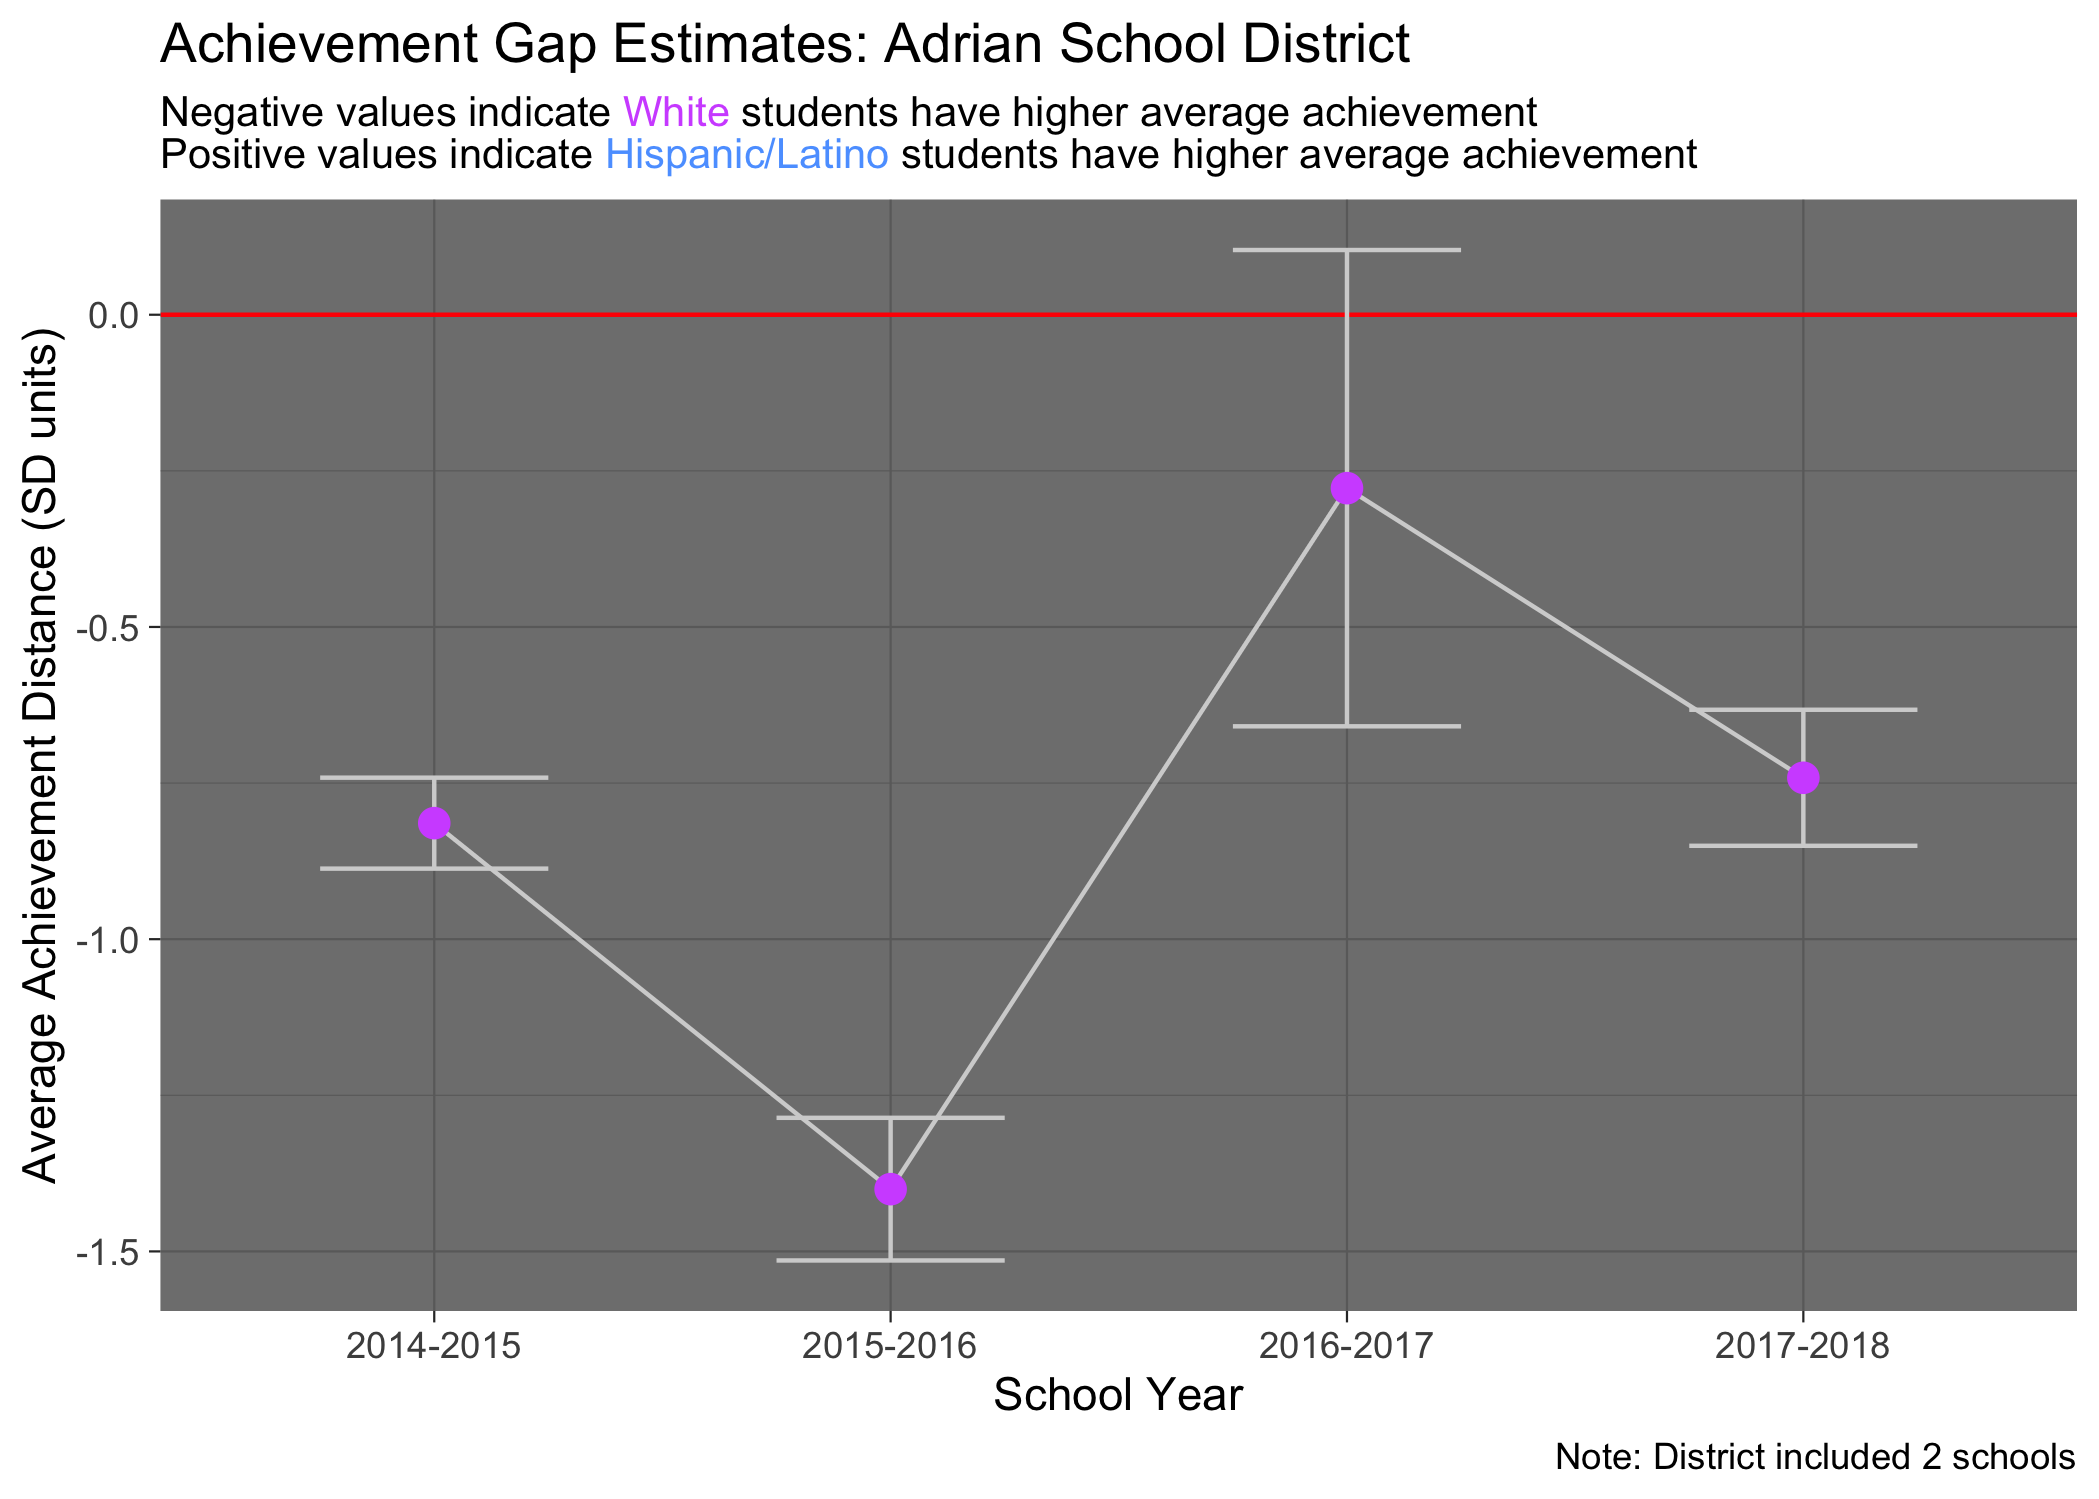 Achievement Gap Estimates: Adrian School District
Negative values indicate White students have higher average achievement
Positive values indicate Hispanic/Latino students have higher average achievement
Average Achievement Distance (SD units)
0.0
-0.5
-1.0
-1.5
2014-2015
2015-2016
2016-2017
2017-2018
School Year
Note: District included 2 schools